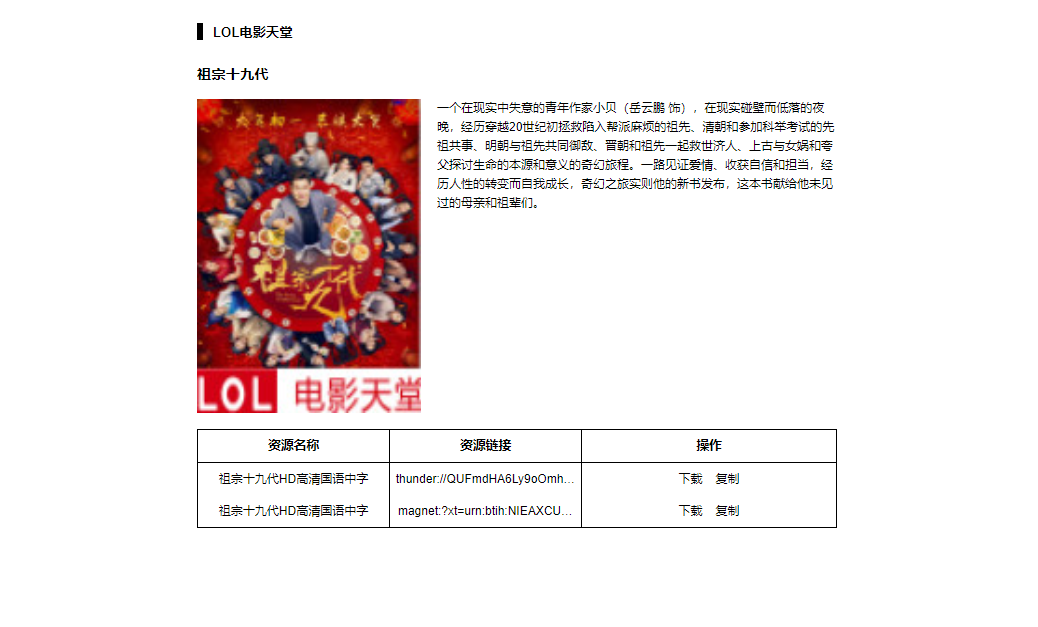 LOL电影天堂
祖宗十九代
大年初一
祖宗十九代
LOL 电影天堂
一个在现实中失意的青年作家小贝（岳云鹏 饰），在现实碰壁而低落的夜
晚，经历穿越20世纪初拯救陷入帮派麻烦的祖先、清朝和参加科举考试的先
祖共事、明朝与祖先共同御敌、晋朝和祖先一起救世济人、上古与女娲和夸
父探讨生命的本源和意义的奇幻旅程。一路见证爱情、收获自信和担当，经
历人性的转变而自我成长，奇幻之旅实则他的新书发布，这本书献给他未见
过的母亲和祖辈们。
资源名称 资源链接 操作
祖宗十九代HD高清国语中字 thunder://QUFmdHA6Ly9oOmh... 下载 复制
祖宗十九代HD高清国语中字 magnet:?xt=urn:btih:NIEAXCU... 下载 复制